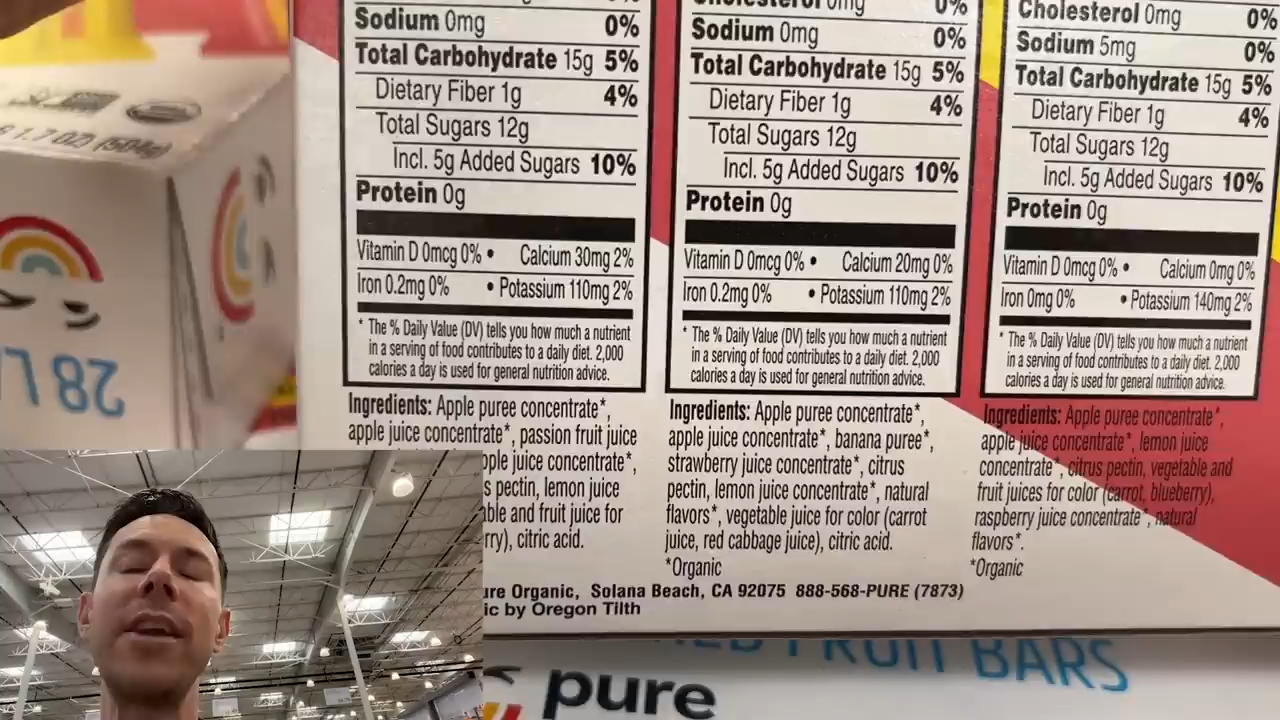 1.7 OZ) (504g)
28
Sodium 0mg 0%
Total Carbohydrate 15g 5%
Dietary Fiber 1g 4%
Total Sugars 12g
Incl. 5g Added Sugars 10%
Protein 0g
Vitamin D 0mcg 0% • Calcium 30mg 2%
Iron 0.2mg 0% • Potassium 110mg 2%
* The % Daily Value (DV) tells you how much a nutrient
in a serving of food contributes to a daily diet. 2,000
calories a day is used for general nutrition advice.
Ingredients: Apple puree concentrate*,
apple juice concentrate*, passion fruit juice
ple juice concentrate*,
s pectin, lemon juice
ble and fruit juice for
rry), citric acid.
Cholesterol 0mg 0%
Sodium 0mg 0%
Total Carbohydrate 15g 5%
Dietary Fiber 1g 4%
Total Sugars 12g
Incl. 5g Added Sugars 10%
Protein 0g
Vitamin D 0mcg 0% • Calcium 20mg 0%
Iron 0.2mg 0% • Potassium 110mg 2%
* The % Daily Value (DV) tells you how much a nutrient
in a serving of food contributes to a daily diet. 2,000
calories a day is used for general nutrition advice.
Ingredients: Apple puree concentrate*,
apple juice concentrate*, banana puree*,
strawberry juice concentrate*, citrus
pectin, lemon juice concentrate*, natural
flavors*, vegetable juice for color (carrot
juice, red cabbage juice), citric acid.
*Organic
Cholesterol 0mg 0%
Sodium 5mg 0%
Total Carbohydrate 15g 5%
Dietary Fiber 1g 4%
Total Sugars 12g
Incl. 5g Added Sugars 10%
Protein 0g
Vitamin D 0mcg 0% • Calcium 0mg 0%
Iron 0mg 0% • Potassium 140mg 2%
* The % Daily Value (DV) tells you how much a nutrient
in a serving of food contributes to a daily diet. 2,000
calories a day is used for general nutrition advice.
Ingredients: Apple puree concentrate*,
apple juice concentrate*, lemon juice
concentrate*, citrus pectin, vegetable and
fruit juices for color (carrot, blueberry),
raspberry juice concentrate*, natural
flavors*.
*Organic
ure Organic, Solana Beach, CA 92075 888-568-PURE (7873)
ic by Oregon Tilth
FRUIT BARS
pure